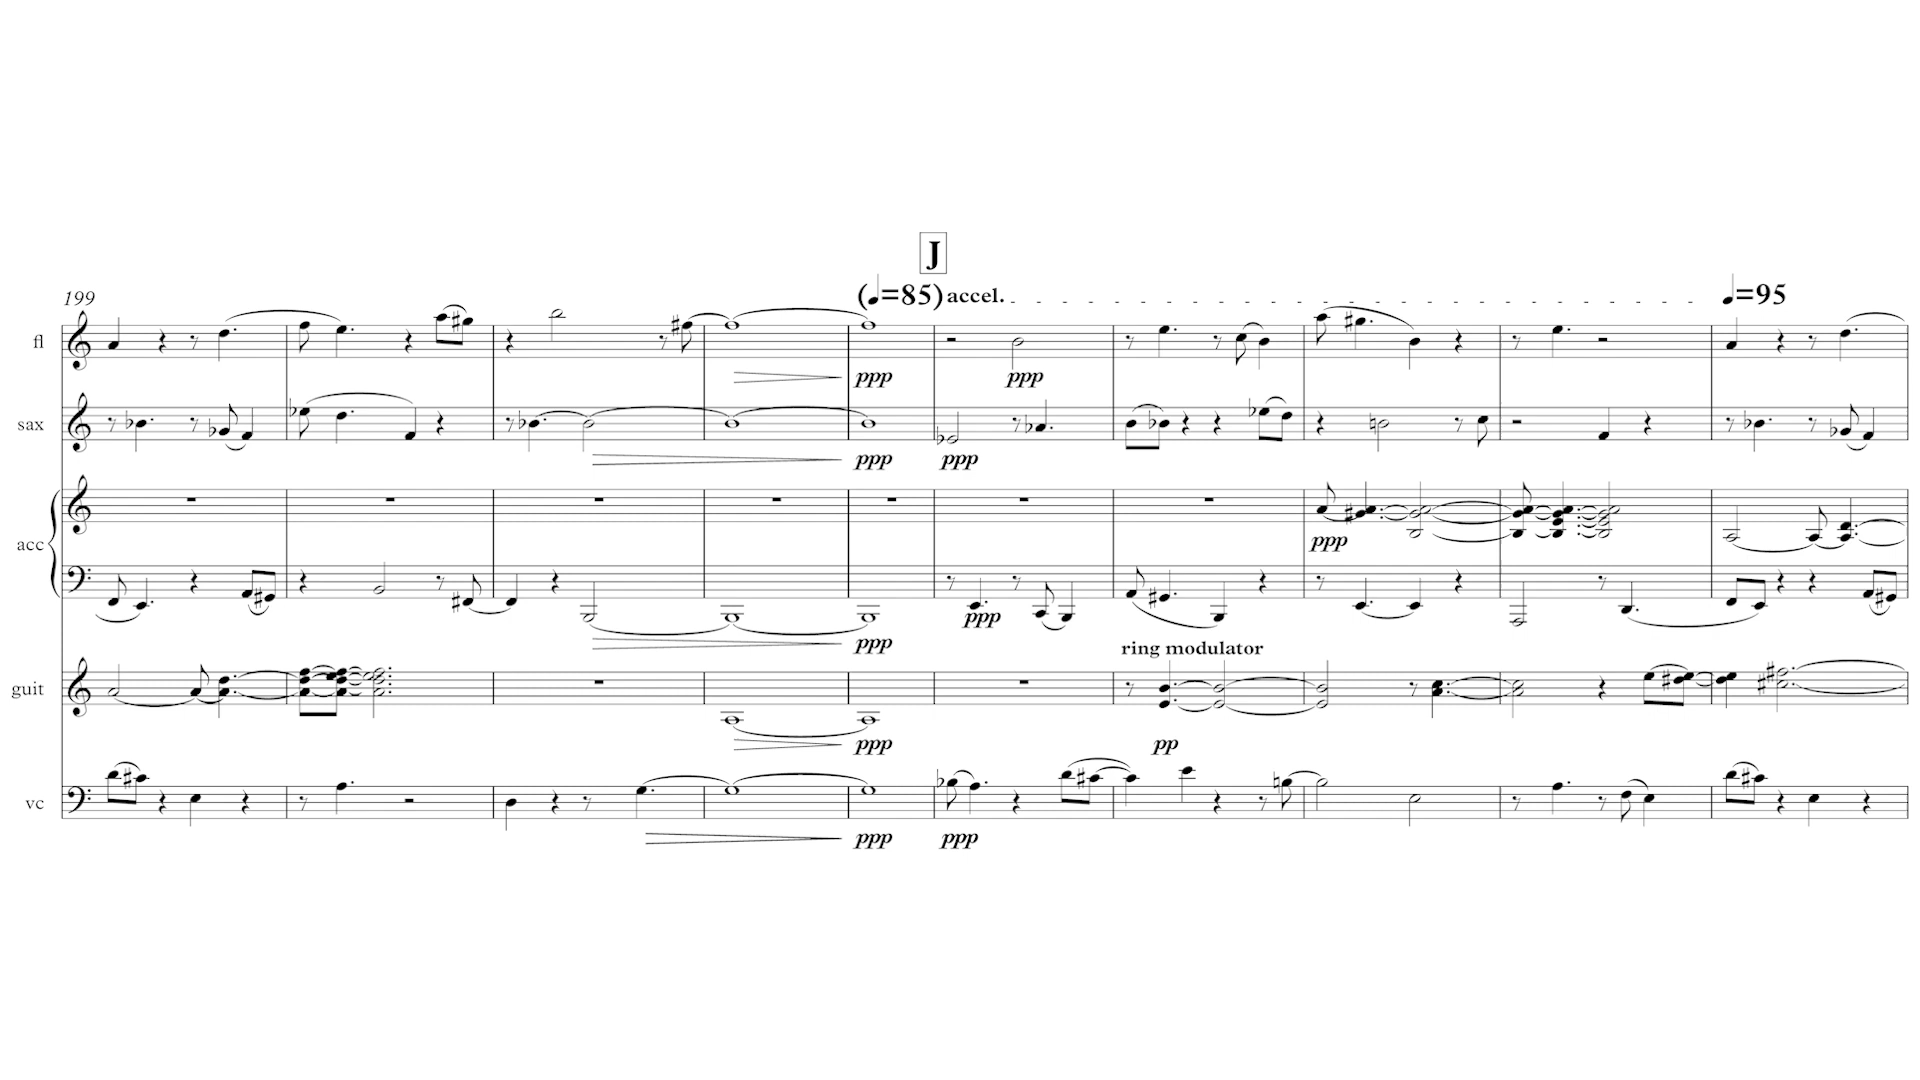 J
199
(♩=85) accel. ♩=95
fl
ppp ppp
sax
ppp ppp
acc
ppp
ppp ppp
ring modulator
guit
ppp pp
vc
ppp ppp